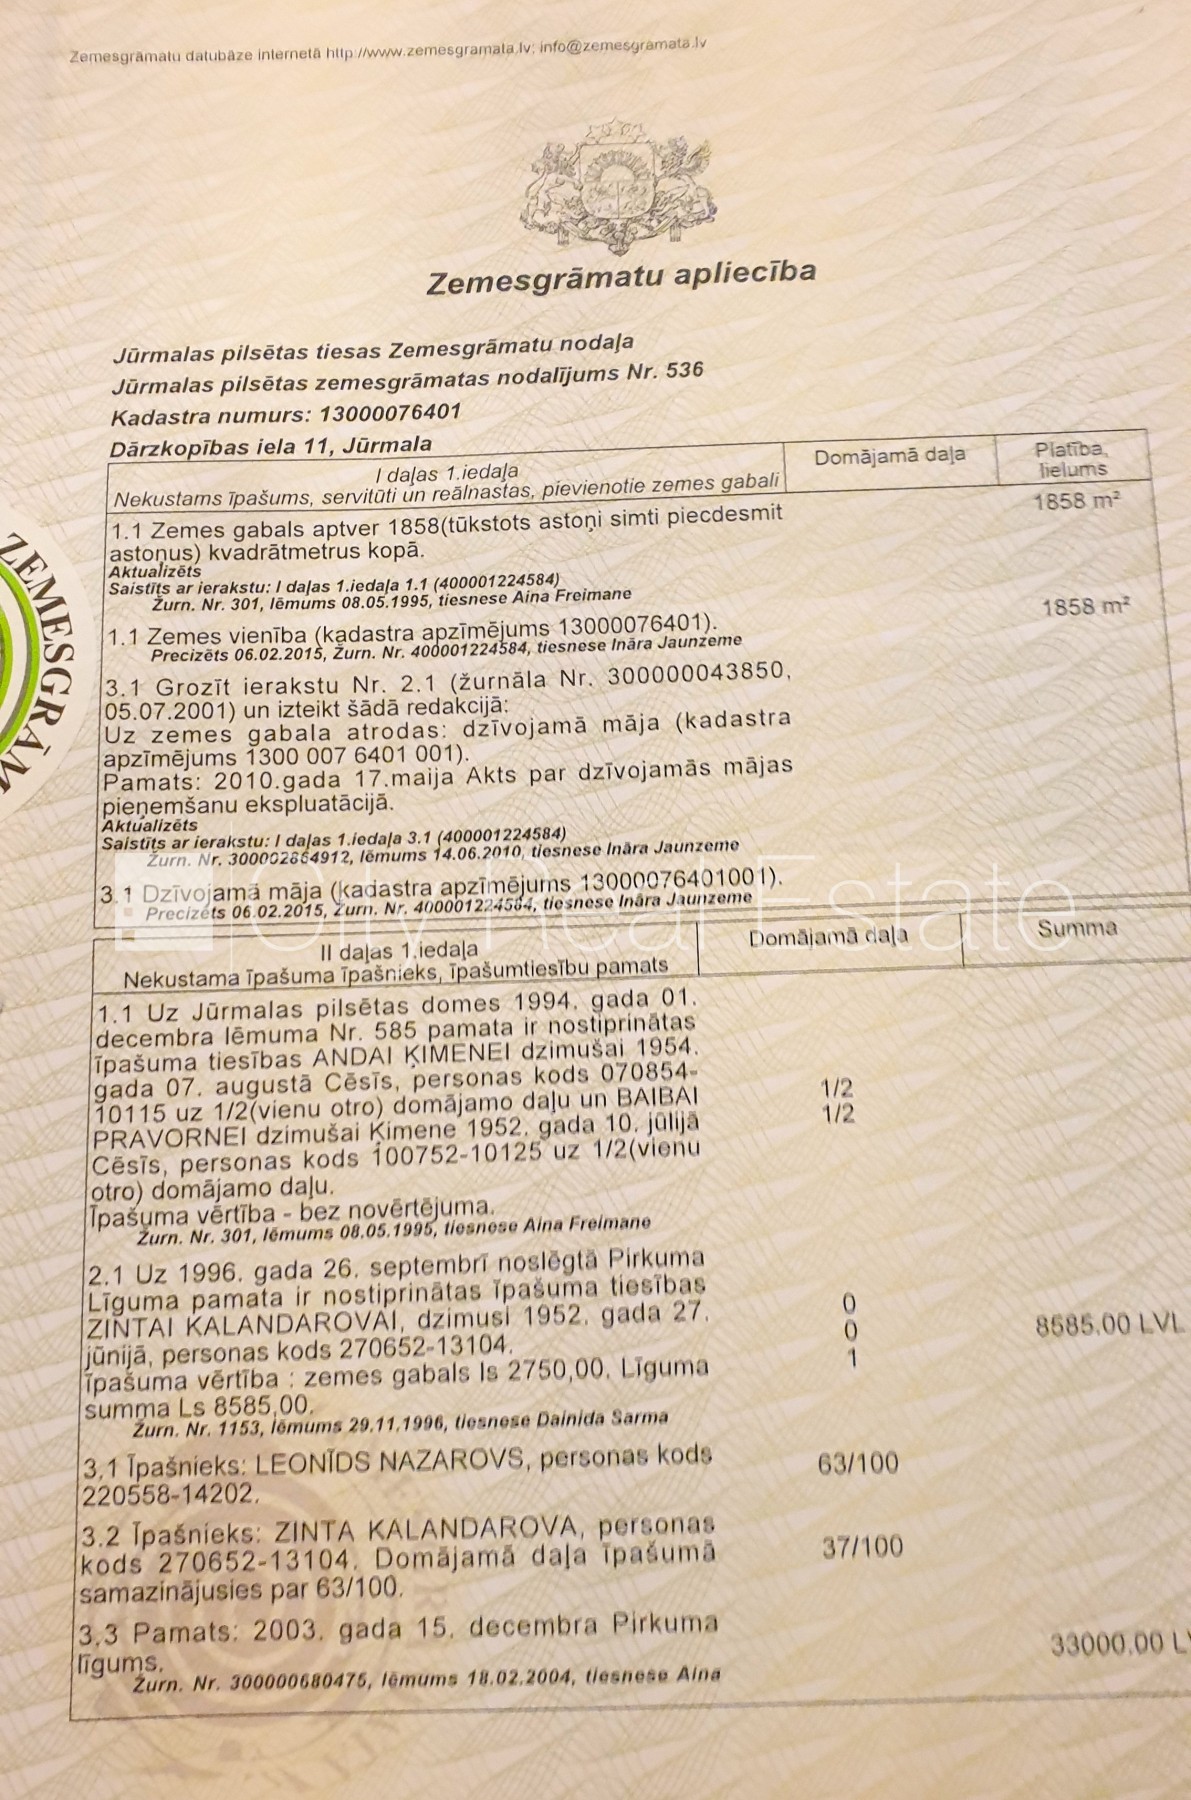 Zemesgrāmatu datubāze internetā http://www.zemesgramata.lv; info@zemesgramata.lv
Zemesgrāmatu apliecība
Jūrmalas pilsētas tiesas Zemesgrāmatu nodaļa
Jūrmalas pilsētas zemesgrāmatas nodalījums Nr. 536
Kadastra numurs: 13000076401
Dārzkopības iela 11, Jūrmala
I daļas 1.iedaļa
Nekustams īpašums, servitūti un reālnastas, pievienotie zemes gabali
Domājamā daļa
Platība,
lielums
1.1 Zemes gabals aptver 1858(tūkstots astoņi simti piecdesmit
astoņus) kvadrātmetrus kopā.
1858 m²
Aktualizēts
Saistīts ar ierakstu: I daļas 1.iedaļa 1.1 (400001224584)
Žurn. Nr. 301, lēmums 08.05.1995, tiesnese Aina Freimane
1.1 Zemes vienība (kadastra apzīmējums 13000076401).
1858 m²
Precizēts 06.02.2015, Žurn. Nr. 400001224584, tiesnese Ināra Jaunzeme
3.1 Grozīt ierakstu Nr. 2.1 (žurnāla Nr. 300000043850,
05.07.2001) un izteikt šādā redakcijā:
Uz zemes gabala atrodas: dzīvojamā māja (kadastra
apzīmējums 1300 007 6401 001).
Pamats: 2010.gada 17.maija Akts par dzīvojamās mājas
pieņemšanu ekspluatācijā.
Aktualizēts
Saistīts ar ierakstu: I daļas 1.iedaļa 3.1 (400001224584)
Žurn. Nr. 300002864912, lēmums 14.06.2010, tiesnese Ināra Jaunzeme
3.1 Dzīvojamā māja (kadastra apzīmējums 13000076401001).
Precizēts 06.02.2015, Žurn. Nr. 400001224584, tiesnese Ināra Jaunzeme
City Real Estate
II daļas 1.iedaļa
Nekustama īpašuma īpašnieks, īpašumtiesību pamats
Domājamā daļa
Summa
1.1 Uz Jūrmalas pilsētas domes 1994. gada 01.
decembra lēmuma Nr. 585 pamata ir nostiprinātas
īpašuma tiesības ANDAI ĶIMENEI dzimušai 1954.
gada 07. augustā Cēsīs, personas kods 070854-
10115 uz 1/2(vienu otro) domājamo daļu un BAIBAI
PRAVORNEI dzimušai Ķimene 1952. gada 10. jūlijā
Cēsīs, personas kods 100752-10125 uz 1/2(vienu
otro) domājamo daļu.
1/2
1/2
Īpašuma vērtība - bez novērtējuma.
Žurn. Nr. 301, lēmums 08.05.1995, tiesnese Aina Freimane
2.1 Uz 1996. gada 26. septembrī noslēgtā Pirkuma
Līguma pamata ir nostiprinātas īpašuma tiesības
ZINTAI KALANDAROVAI, dzimusi 1952. gada 27.
jūnijā, personas kods 270652-13104.
Īpašuma vērtība : zemes gabals ls 2750,00. Līguma
summa Ls 8585,00.
0
0
1
8585.00 LVL
Žurn. Nr. 1153, lēmums 29.11.1996, tiesnese Dainida Sarma
3.1 Īpašnieks: LEONĪDS NAZAROVS, personas kods
220558-14202.
63/100
3.2 Īpašnieks: ZINTA KALANDAROVA, personas
kods 270652-13104. Domājamā daļa īpašumā
samazinājusies par 63/100.
37/100
3.3 Pamats: 2003. gada 15. decembra Pirkuma
līgums.
33000.00 LV
Žurn. Nr. 300000680475, lēmums 18.02.2004, tiesnese Aina
ZEMESGRĀM